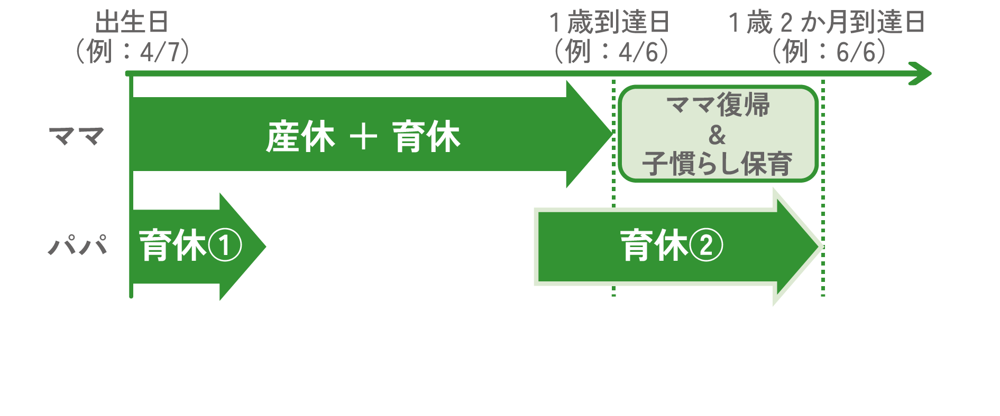 出生日
（例：4/7）
１歳到達日
（例：4/6）
１歳２か月到達日
（例：6/6）
ママ
産休 ＋ 育休
ママ復帰
＆
子慣らし保育
パパ
育休①
育休②